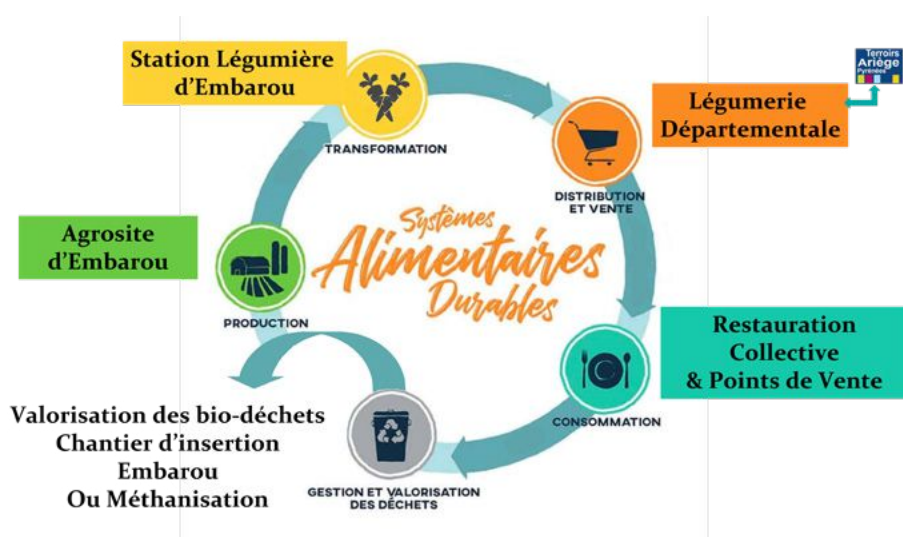 Station Légumière
d'Embarou
TRANSFORMATION
Terroirs
Ariège
Pyrénées
Légumerie
Départementale
DISTRIBUTION
ET VENTE
Agrosite
d'Embarou
PRODUCTION
Systèmes
Alimentaires
Durables
Restauration
Collective
& Points de Vente
CONSOMMATION
Valorisation des bio-déchets
Chantier d'insertion
Embarou
Ou Méthanisation
GESTION ET VALORISATION
DES DÉCHETS